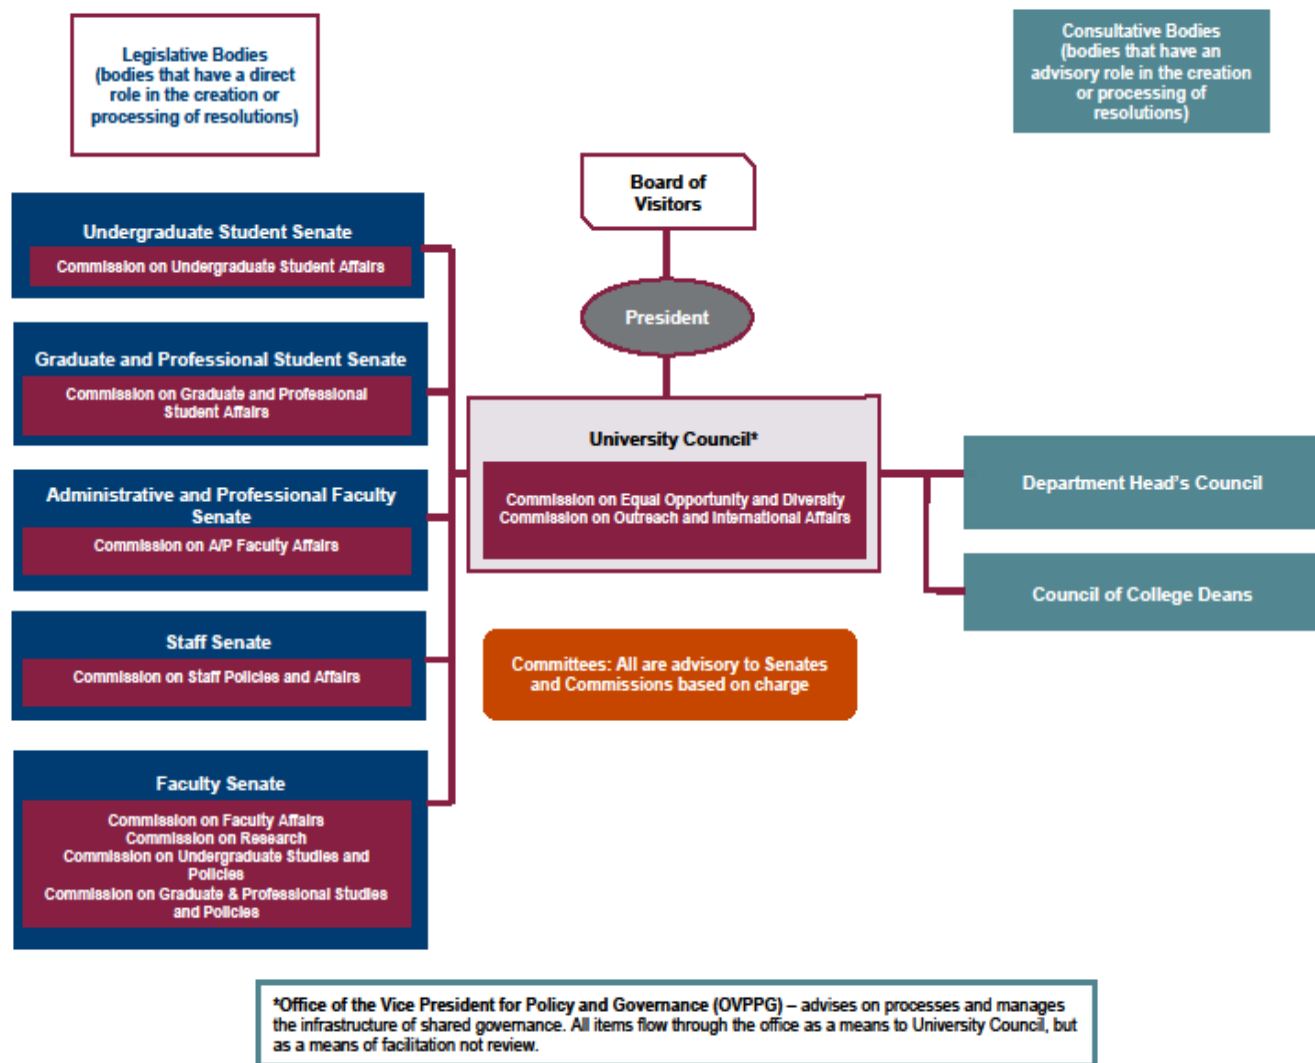 Legislative Bodies
(bodies that have a direct
role in the creation or
processing of resolutions)
Consultative Bodies
(bodies that have an
advisory role in the creation
or processing of
resolutions)
Board of
Visitors
President
Undergraduate Student Senate
Commission on Undergraduate Student Affairs
Graduate and Professional Student Senate
Commission on Graduate and Professional
Student Affairs
Administrative and Professional Faculty
Senate
Commission on A/P Faculty Affairs
Staff Senate
Commission on Staff Policies and Affairs
Faculty Senate
Commission on Faculty Affairs
Commission on Research
Commission on Undergraduate Studies and
Policies
Commission on Graduate & Professional Studies
and Policies
University Council*
Commission on Equal Opportunity and Diversity
Commission on Outreach and International Affairs
Committees: All are advisory to Senates
and Commissions based on charge
Department Head's Council
Council of College Deans
*Office of the Vice President for Policy and Governance (OVPPG) – advises on processes and manages
the infrastructure of shared governance. All items flow through the office as a means to University Council, but
as a means of facilitation not review.